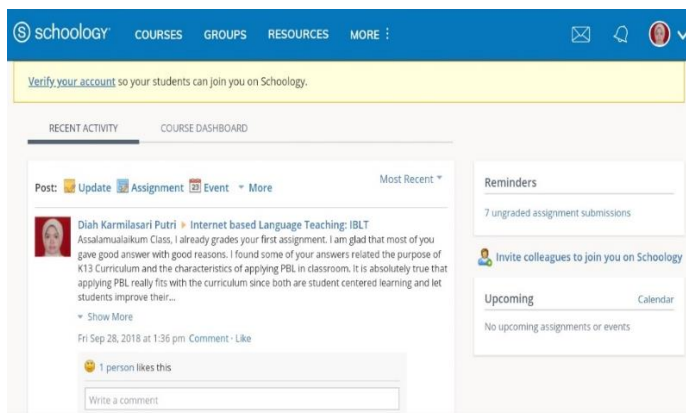 schoology COURSES GROUPS RESOURCES MORE
Verify your account so your students can join you on Schoology.
RECENT ACTIVITY COURSE DASHBOARD
Post: Update Assignment 23 Event More
Most Recent
Diah Karmilasari Putri Internet based Language Teaching: IBLT
Assalamualaikum Class, I already grades your first assignment. I am glad that most of you
gave good answer with good reasons. I found some of your answers related the purpose of
K13 Curriculum and the characteristics of applying PBL in classroom. It is absolutely true that
applying PBL really fits with the curriculum since both are student centered learning and let
students improve their...
Show More
Fri Sep 28, 2018 at 1:36 pm Comment · Like
1 person likes this
Write a comment
Reminders
7 ungraded assignment submissions
Invite colleagues to join you on Schoology
Upcoming Calendar
No upcoming assignments or events